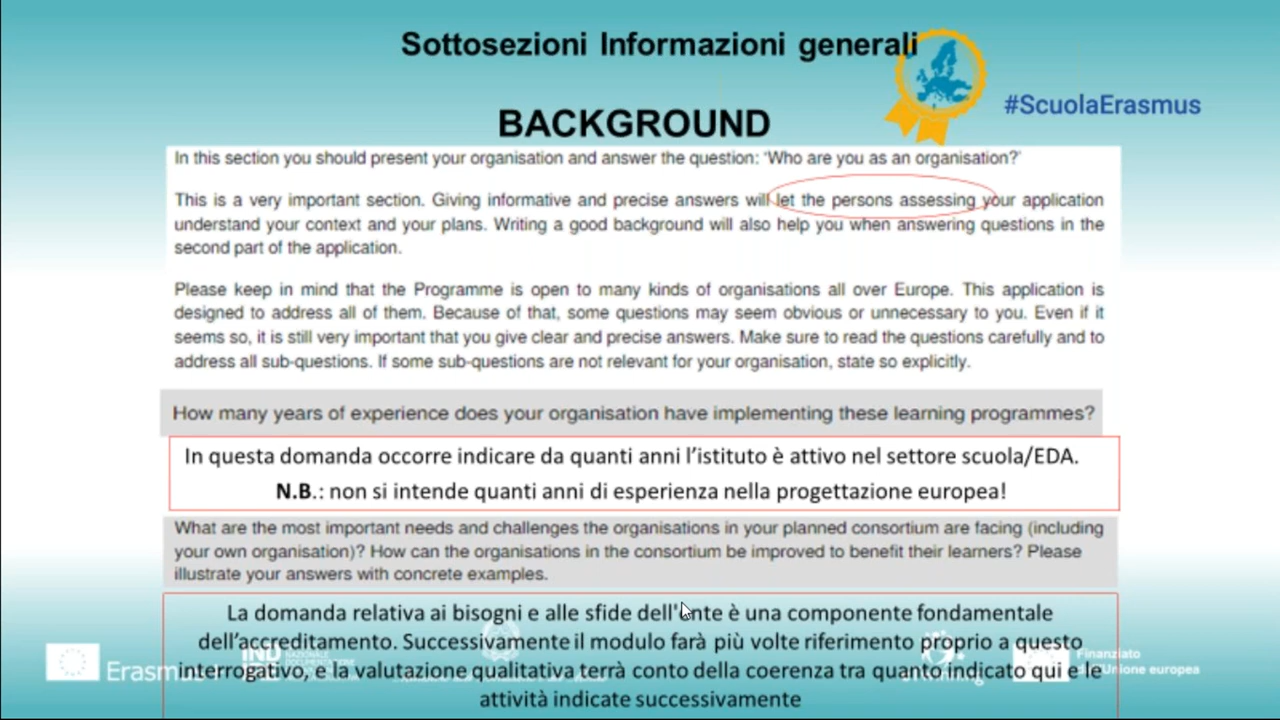 Sottosezioni Informazioni generali
#ScuolaErasmus
BACKGROUND
In this section you should present your organisation and answer the question: 'Who are you as an organisation?'
This is a very important section. Giving informative and precise answers will let the persons assessing your application
understand your context and your plans. Writing a good background will also help you when answering questions in the
second part of the application.
Please keep in mind that the Programme is open to many kinds of organisations all over Europe. This application is
designed to address all of them. Because of that, some questions may seem obvious or unnecessary to you. Even if it
seems so, it is still very important that you give clear and precise answers. Make sure to read the questions carefully and to
address all sub-questions. If some sub-questions are not relevant for your organisation, state so explicitly.
How many years of experience does your organisation have implementing these learning programmes?
In questa domanda occorre indicare da quanti anni l'istituto è attivo nel settore scuola/EDA.
N.B.: non si intende quanti anni di esperienza nella progettazione europea!
What are the most important needs and challenges the organisations in your planned consortium are facing (including
your own organisation)? How can the organisations in the consortium be improved to benefit their learners? Please
illustrate your answers with concrete examples.
La domanda relativa ai bisogni e alle sfide dell'ente è una componente fondamentale
dell'accreditamento. Successivamente il modulo farà più volte riferimento proprio a questo
interrogativo, e la valutazione qualitativa terrà conto della coerenza tra quanto indicato qui e le
attività indicate successivamente
Erasmus+
Finanziato
dall'Unione europea